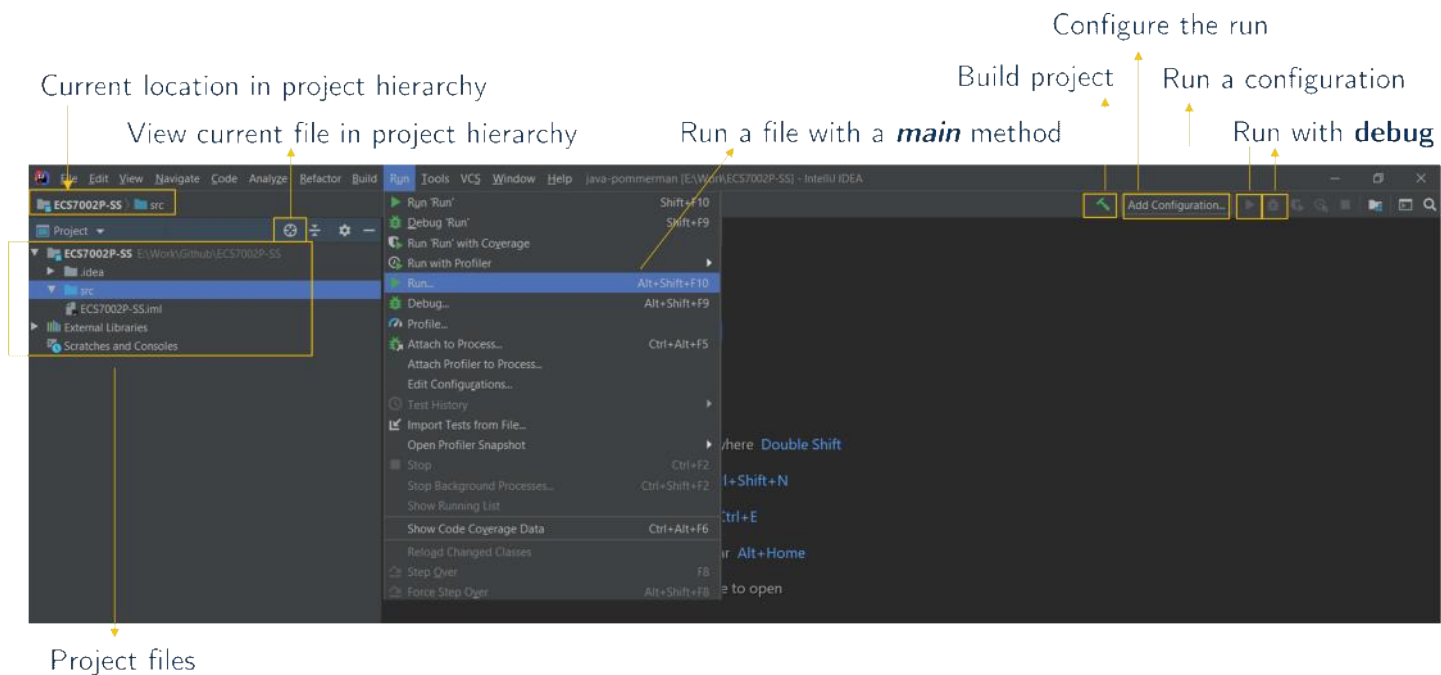 Configure the run
Current location in project hierarchy
Build project
Run a configuration
View current file in project hierarchy
Run a file with a main method
Run with debug
File Edit View Navigate Code Analyze Refactor Build Run Tools VCS Window Help java-pommerman [E:\Work\ECS7002P-SS] - IntelliJ IDEA
ECS7002P-SS src
Add Configuration...
Project
ECS7002P-SS E:\Work\Github\ECS7002P-SS
.idea
src
ECS7002P-SS.iml
External Libraries
Scratches and Consoles
Run 'Run' Shift+F10
Debug 'Run' Shift+F9
Run 'Run' with Coverage
Run with Profiler
Run... Alt+Shift+F10
Debug... Alt+Shift+F9
Profile...
Attach to Process... Ctrl+Alt+F5
Attach Profiler to Process...
Edit Configurations...
Test History
Import Tests from File...
Open Profiler Snapshot
Stop Ctrl+F2
Stop Background Processes... Ctrl+Shift+F2
Show Running List
Show Code Coverage Data Ctrl+Alt+F6
Reload Changed Classes
Step Over F8
Force Step Over Alt+Shift+F8
where Double Shift
l+Shift+N
Ctrl+E
ar Alt+Home
e to open
Project files